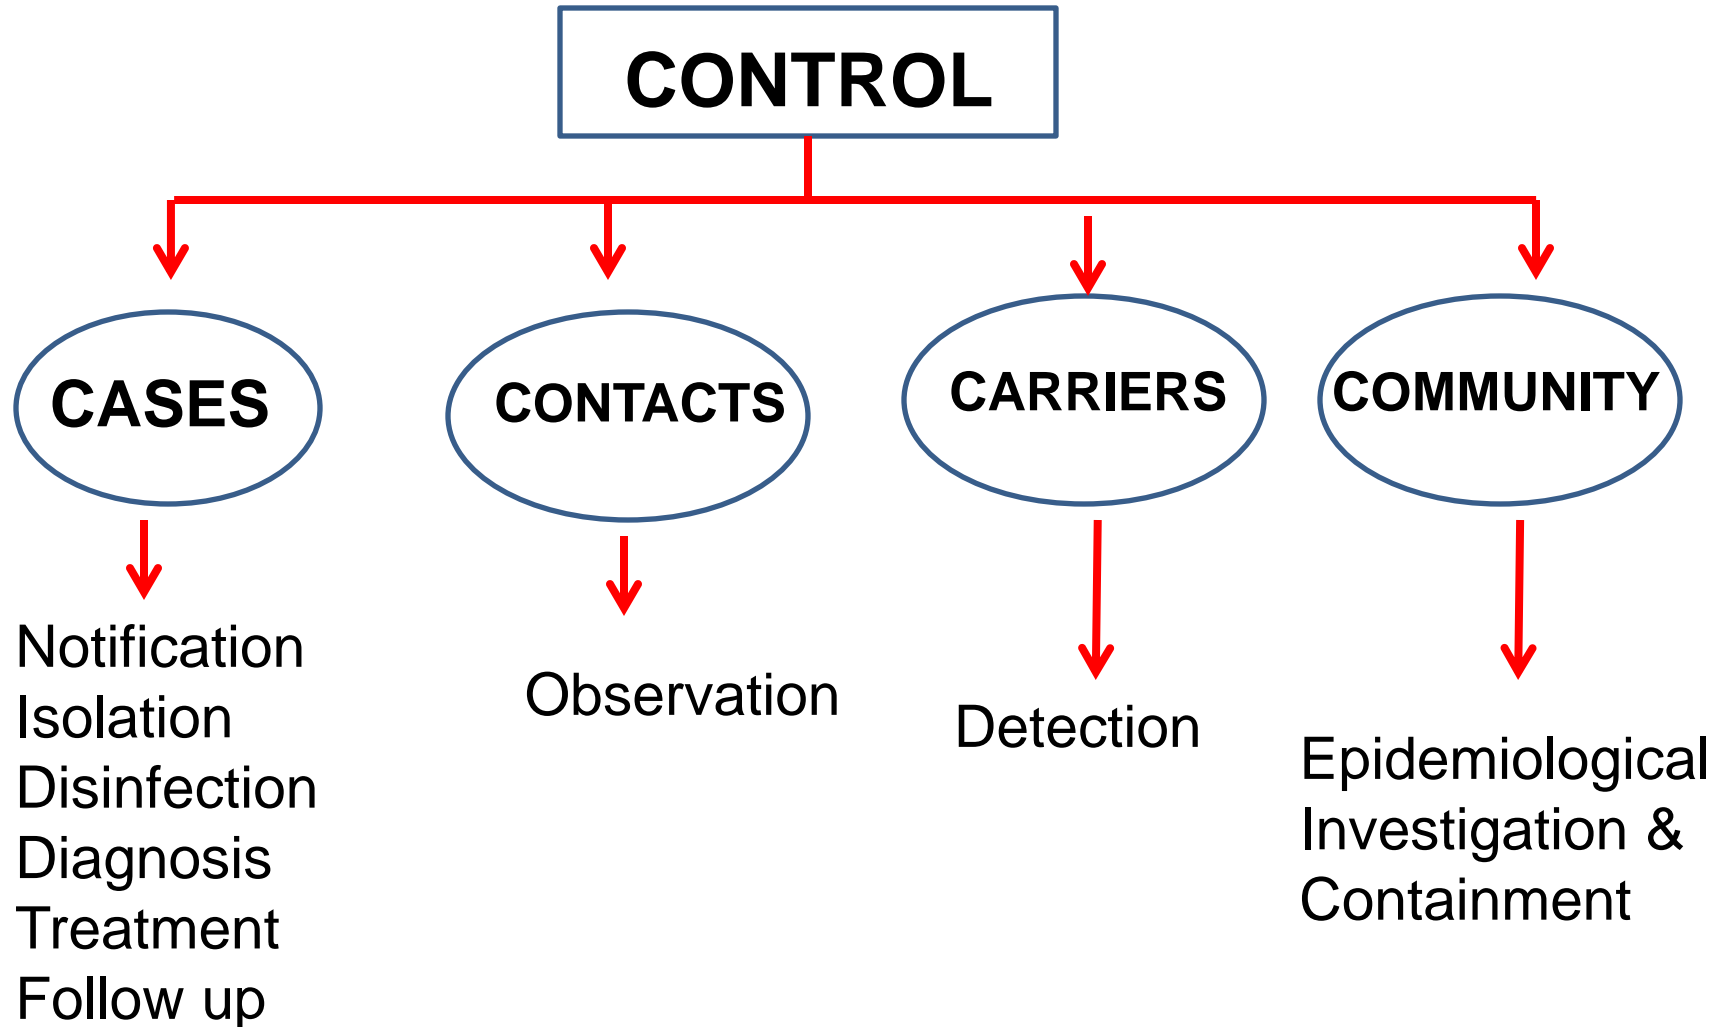 CONTROL
CASES
CONTACTS
CARRIERS
COMMUNITY
Notification
Isolation
Disinfection
Diagnosis
Treatment
Follow up
Observation
Detection
Epidemiological
Investigation &
Containment